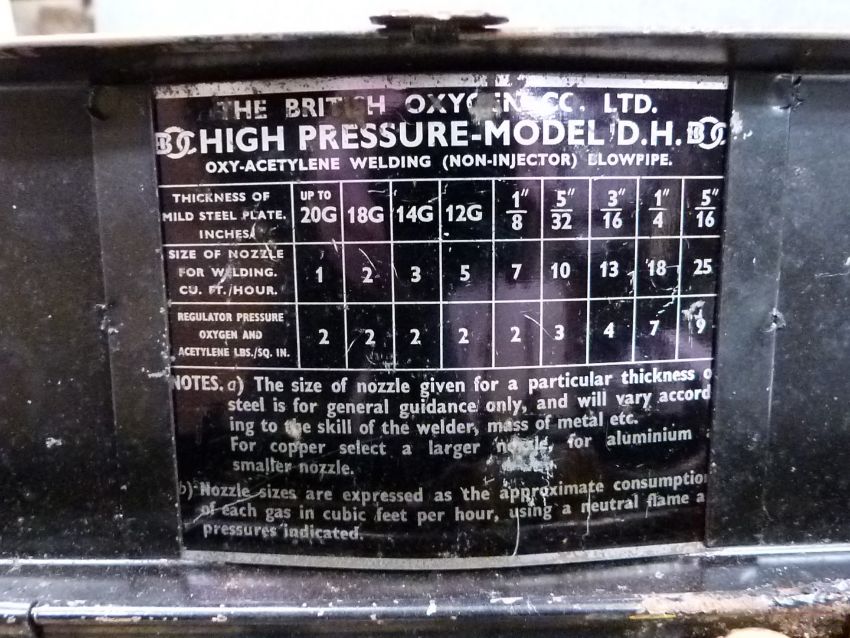 THE BRITISH OXYGEN CO. LTD.
BOC HIGH PRESSURE-MODEL D.H. BOC
OXY-ACETYLENE WELDING (NON-INJECTOR) BLOWPIPE.
THICKNESS OF MILD STEEL PLATE. INCHES. UP TO 20G 18G 14G 12G 1/8" 5/32" 3/16" 1/4" 5/16"
SIZE OF NOZZLE FOR WELDING. CU. FT./HOUR. 1 2 3 5 7 10 13 18 25
REGULATOR PRESSURE OXYGEN AND ACETYLENE LBS./SQ. IN. 2 2 2 2 2 3 4 7 9
NOTES. a) The size of nozzle given for a particular thickness o
steel is for general guidance only, and will vary accord
ing to the skill of the welder, mass of metal etc.
For copper select a larger nozzle, for aluminium
smaller nozzle.
b) Nozzle sizes are expressed as the approximate consumptio
of each gas in cubic feet per hour, using a neutral flame a
pressures indicated.